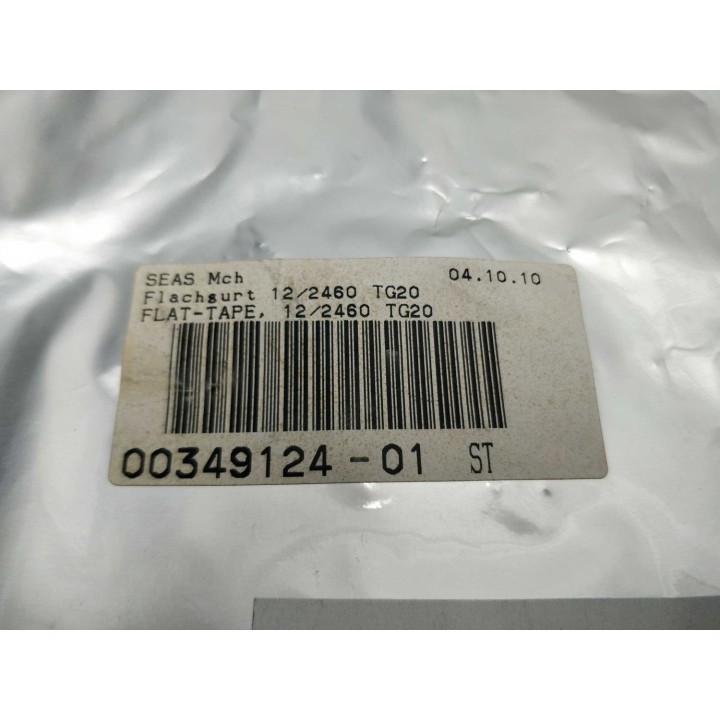 SEAS Mch 04.10.10
Flachgurt 12/2460 TG20
FLAT-TAPE, 12/2460 TG20
00349124-01 ST